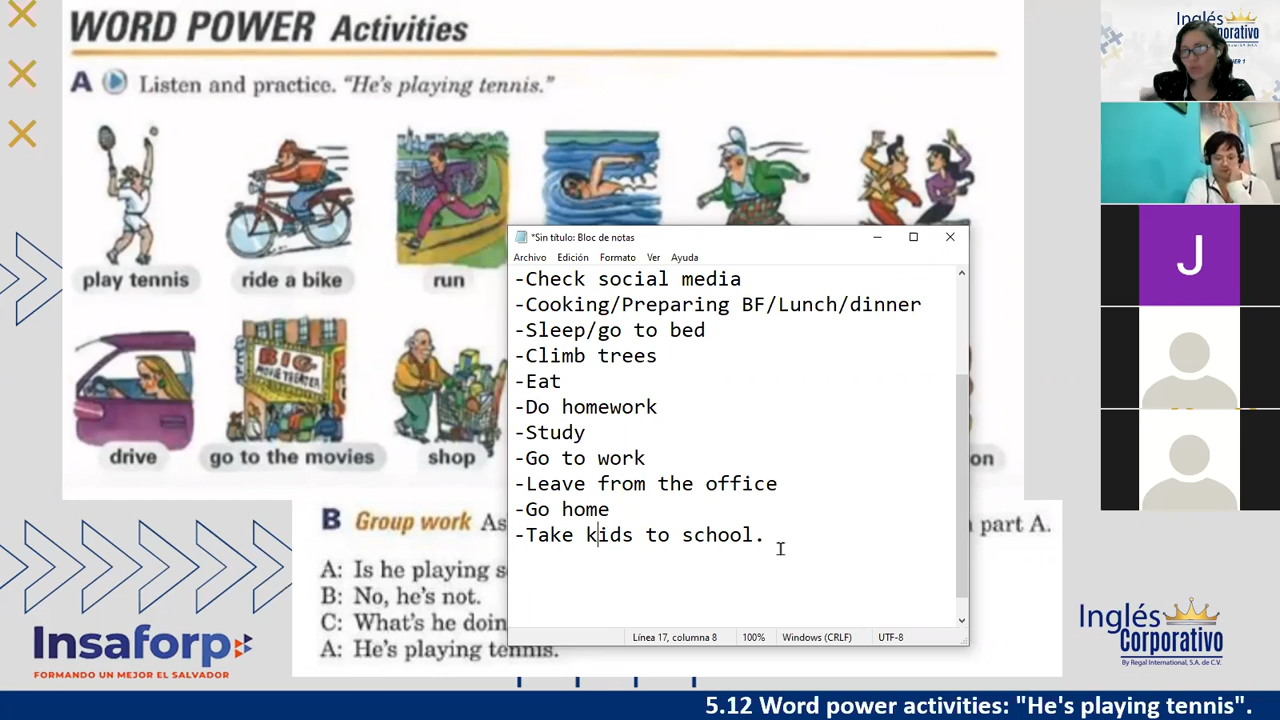 WORD POWER Activities
A Listen and practice. "He's playing tennis."
play tennis
ride a bike
run
BIG
MOVIE THEATER
drive
go to the movies
shop
on
*Sin título: Bloc de notas
Archivo Edición Formato Ver Ayuda
-Check social media
-Cooking/Preparing BF/Lunch/dinner
-Sleep/go to bed
-Climb trees
-Eat
-Do homework
-Study
-Go to work
-Leave from the office
-Go home
-Take kids to school.
Línea 17, columna 8 100% Windows (CRLF) UTF-8
B Group work As
part A.
A: Is he playing s
B: No, he's not.
C: What's he doin
A: He's playing tennis.
Insaforp
FORMANDO UN MEJOR EL SALVADOR
Inglés
Corporativo
By Regal International, S.A. de C.V.
Inglés
Corporativo
J
5.12 Word power activities: "He's playing tennis".